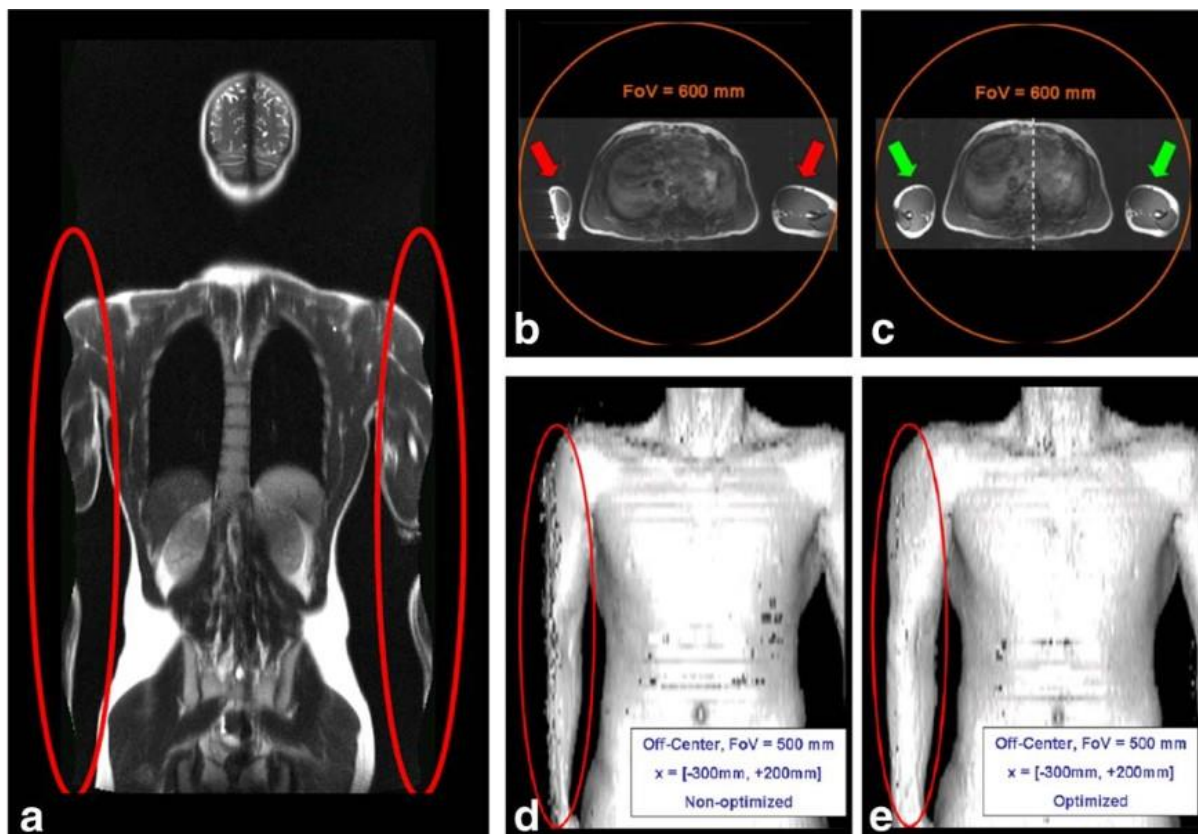 FoV = 600 mm
FoV = 600 mm
a
b
c
Off-Center, FoV = 500 mm
x = [-300mm, +200mm]
Non-optimized
d
Off-Center, FoV = 500 mm
x = [-300mm, +200mm]
Optimized
e